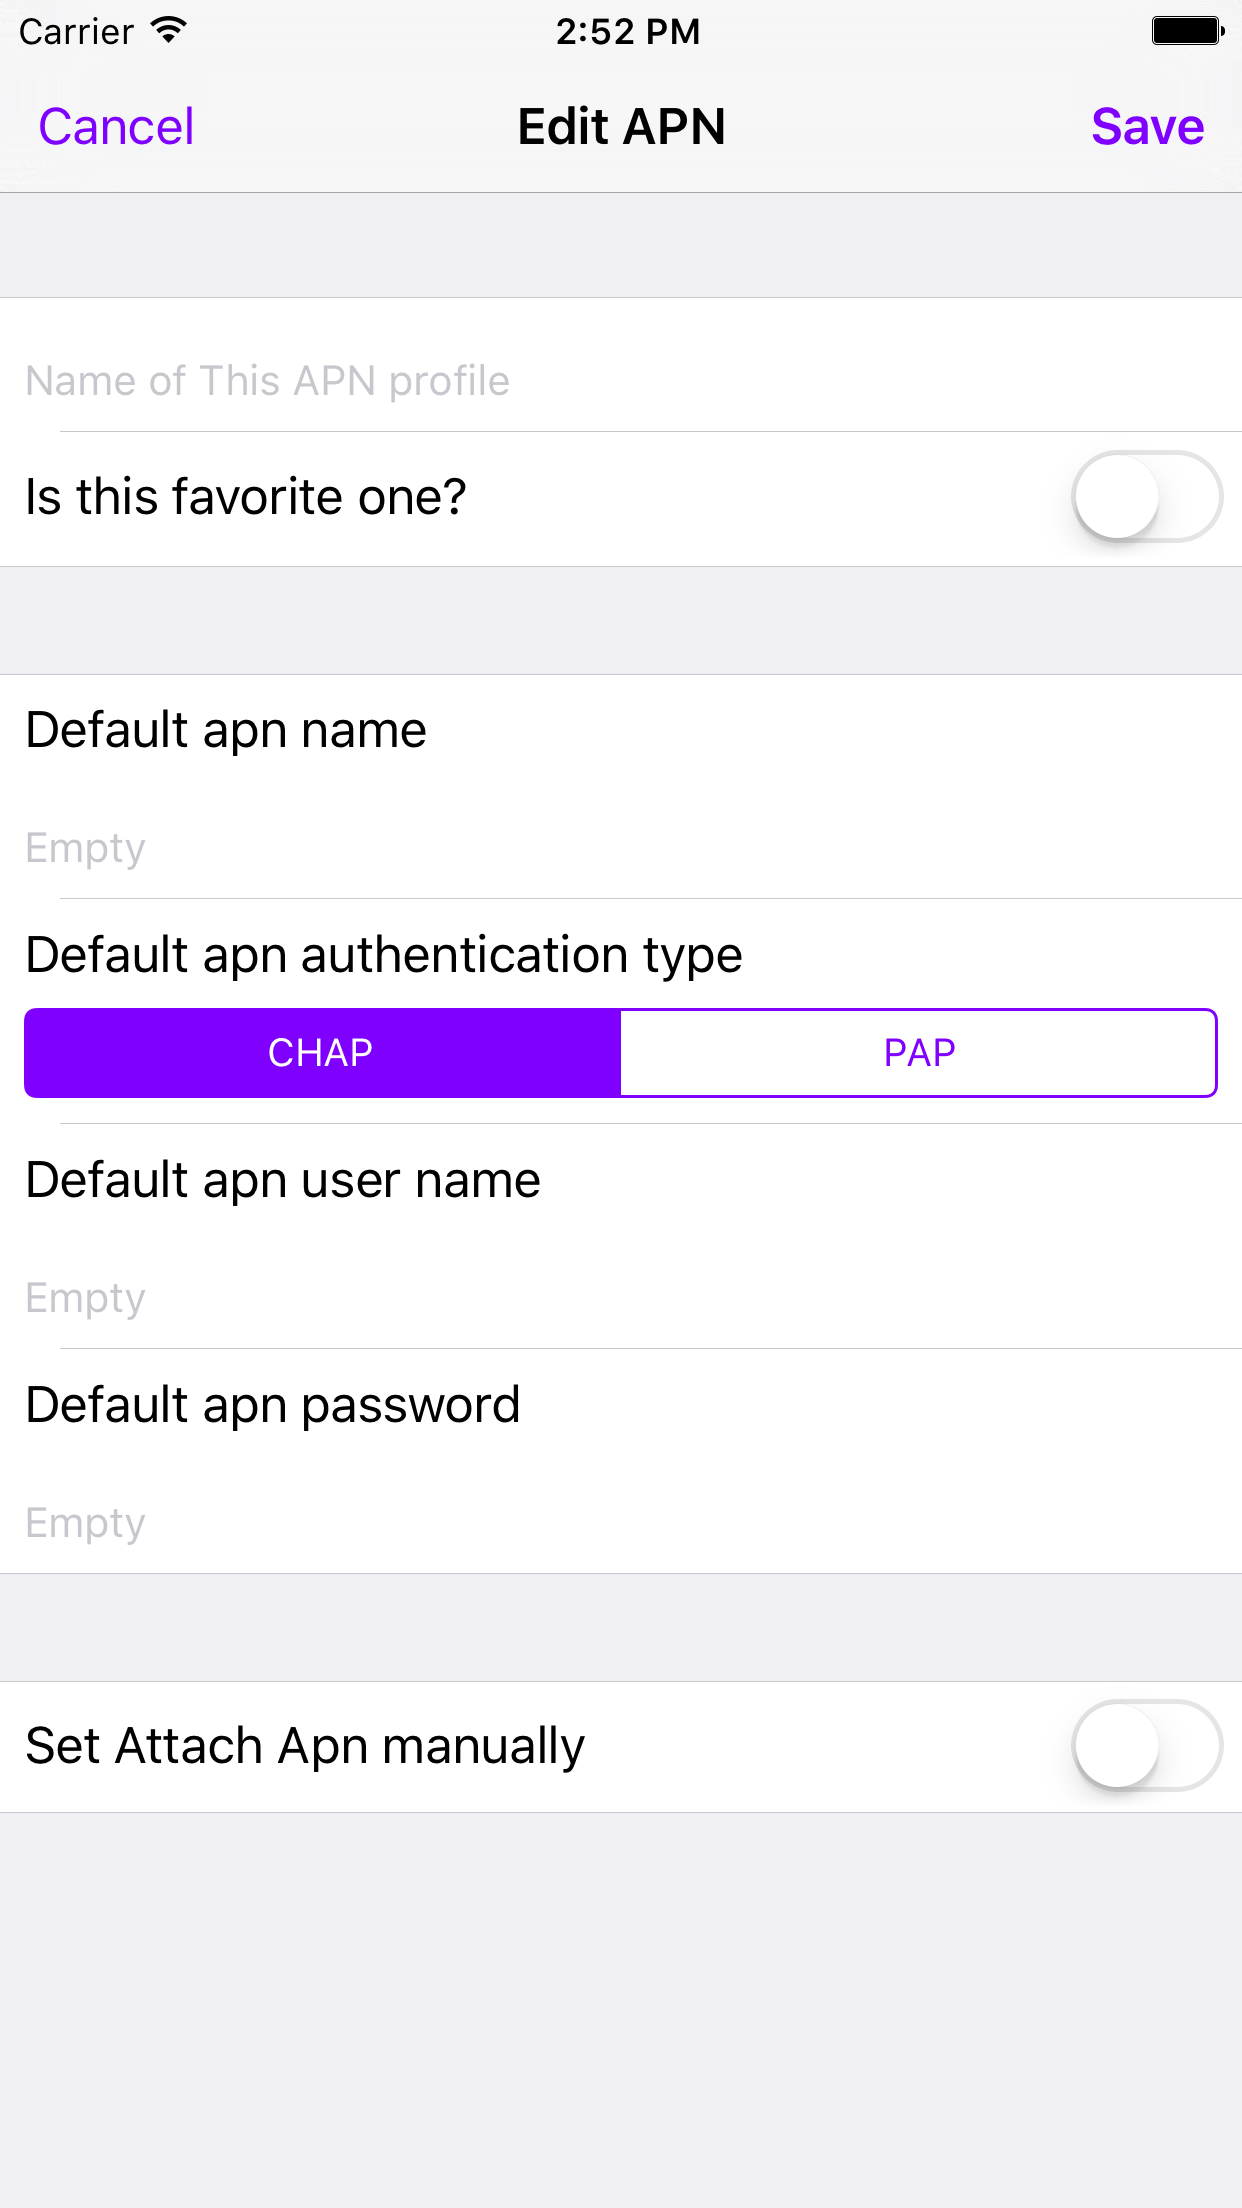 Carrier 2:52 PM
Cancel Edit APN Save
Name of This APN profile
Is this favorite one?
Default apn name
Empty
Default apn authentication type
CHAP PAP
Default apn user name
Empty
Default apn password
Empty
Set Attach Apn manually